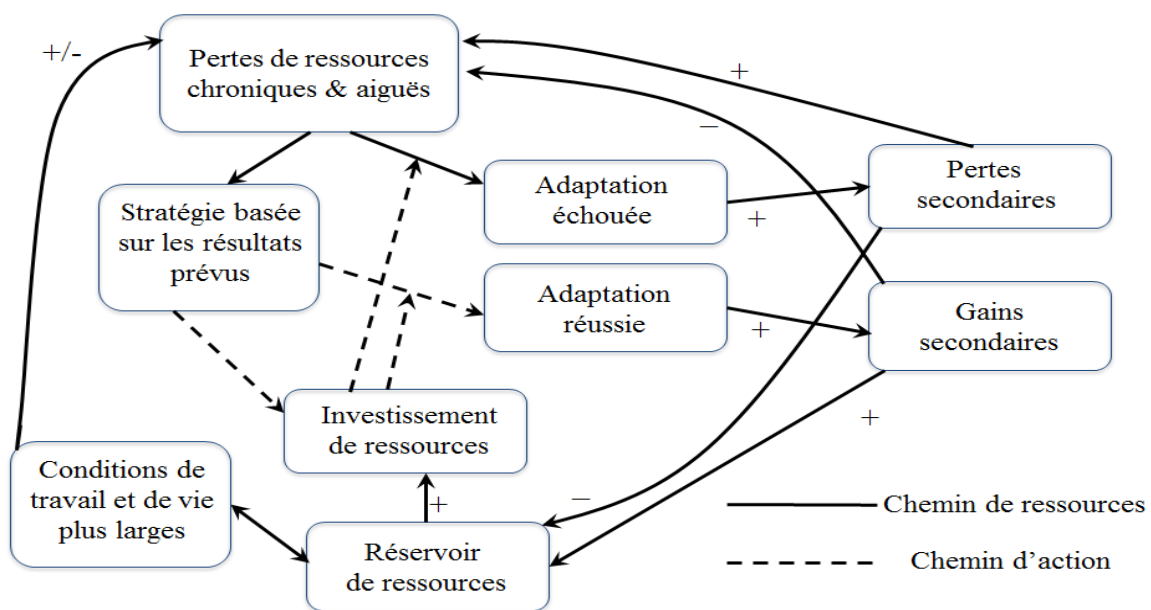 +/-
Pertes de ressources
chroniques & aiguës
+
–
Pertes
secondaires
Adaptation
échouée
+
Stratégie basée
sur les résultats
prévus
Adaptation
réussie
+
Gains
secondaires
Investissement
de ressources
+
Conditions de
travail et de vie
plus larges
+
–
Réservoir
de ressources
Chemin de ressources
Chemin d’action